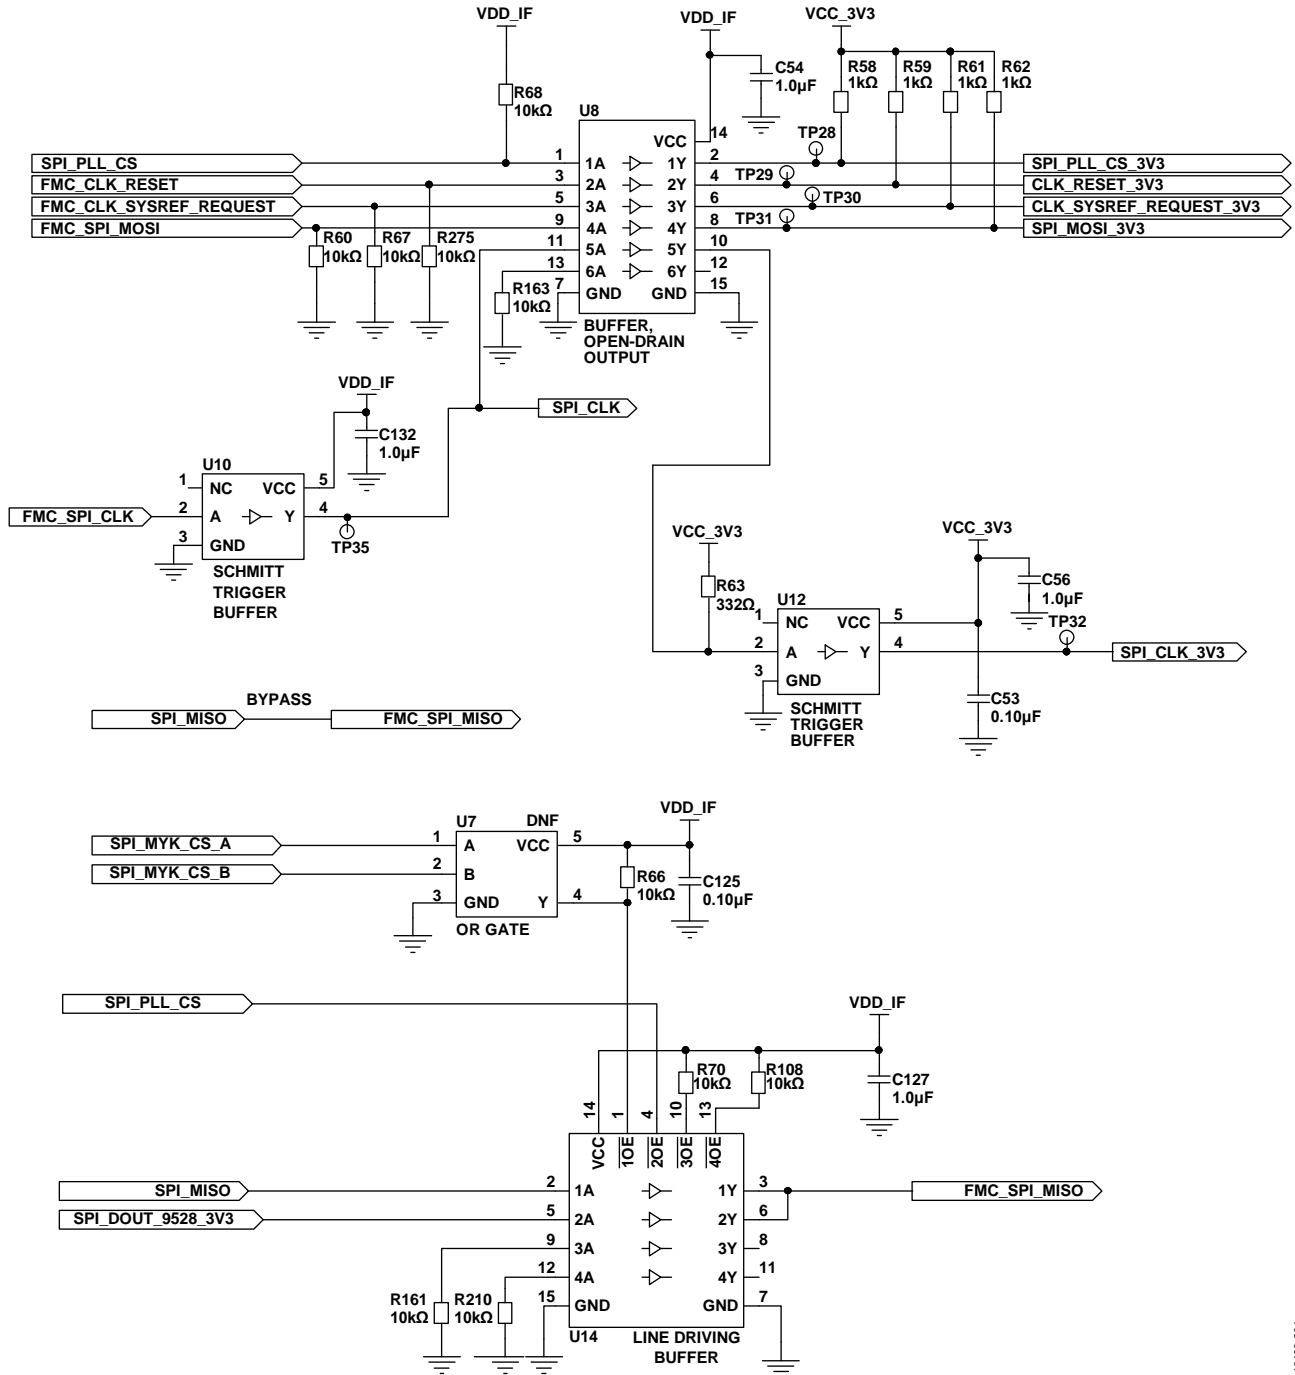 VDD_IF
VDD_IF
VCC_3V3
R68
10kΩ
C54
1.0µF
R58
1kΩ
R59
1kΩ
R61
1kΩ
R62
1kΩ
U8
VCC
14
TP28
SPI_PLL_CS
1
1A
1Y
2
SPI_PLL_CS_3V3
FMC_CLK_RESET
3
2A
2Y
4
TP29
CLK_RESET_3V3
FMC_CLK_SYSREF_REQUEST
5
3A
3Y
6
TP30
CLK_SYSREF_REQUEST_3V3
FMC_SPI_MOSI
9
4A
4Y
8
TP31
SPI_MOSI_3V3
R60
10kΩ
R67
10kΩ
R275
10kΩ
11
5A
5Y
10
13
6A
6Y
12
R163
10kΩ
7
GND
GND
15
BUFFER,
OPEN-DRAIN
OUTPUT
VDD_IF
C132
1.0µF
SPI_CLK
U10
1
NC
VCC
5
FMC_SPI_CLK
2
A
Y
4
3
GND
TP35
SCHMITT
TRIGGER
BUFFER
VCC_3V3
R63
332Ω
VCC_3V3
C56
1.0µF
U12
1
NC
VCC
5
TP32
2
A
Y
4
SPI_CLK_3V3
3
GND
C53
0.10µF
SCHMITT
TRIGGER
BUFFER
BYPASS
SPI_MISO
FMC_SPI_MISO
VDD_IF
U7
DNF
SPI_MYK_CS_A
1
A
VCC
5
SPI_MYK_CS_B
2
B
R66
10kΩ
C125
0.10µF
3
GND
Y
4
OR GATE
SPI_PLL_CS
VDD_IF
R70
10kΩ
R108
10kΩ
C127
1.0µF
14
1
4
10
13
VCC
1OE
2OE
3OE
4OE
SPI_MISO
2
1A
1Y
3
FMC_SPI_MISO
SPI_DOUT_9528_3V3
5
2A
2Y
6
9
3A
3Y
8
12
4A
4Y
11
R161
10kΩ
R210
10kΩ
15
GND
GND
7
U14
LINE DRIVING
BUFFER